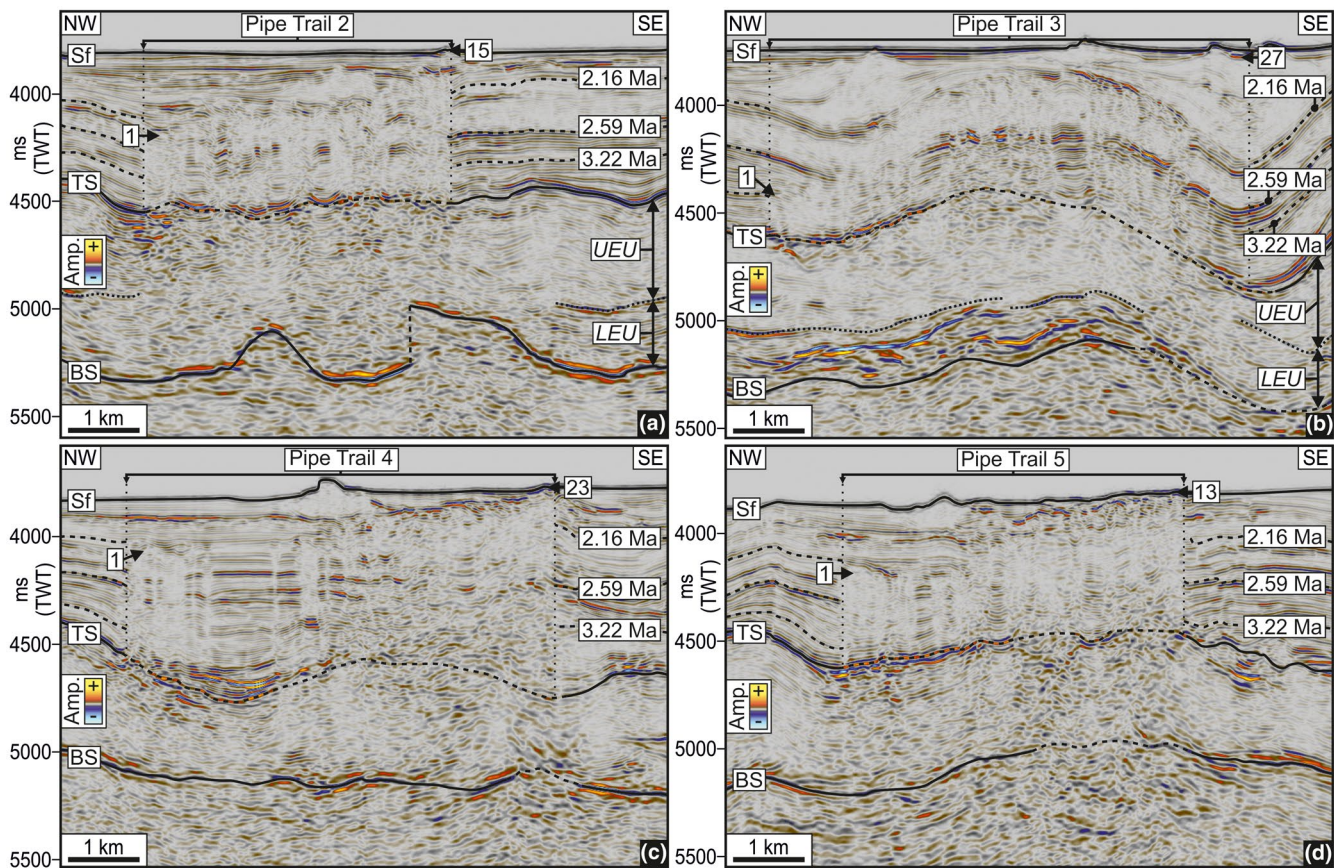 NW
Pipe Trail 2
SE
Sf
15
2.16 Ma
4000
1
2.59 Ma
ms
(TWT)
3.22 Ma
TS
4500
Amp.
+
-
UEU
5000
LEU
BS
5500
1 km
(a)
NW
Pipe Trail 3
SE
Sf
27
2.16 Ma
4000
ms
(TWT)
1
2.59 Ma
4500
TS
3.22 Ma
Amp.
+
-
UEU
5000
LEU
BS
5500
1 km
(b)
NW
Pipe Trail 4
SE
Sf
23
4000
2.16 Ma
1
ms
(TWT)
2.59 Ma
TS
3.22 Ma
4500
Amp.
+
-
5000
BS
5500
1 km
(c)
NW
Pipe Trail 5
SE
Sf
13
4000
2.16 Ma
1
ms
(TWT)
2.59 Ma
TS
3.22 Ma
4500
Amp.
+
-
5000
BS
5500
1 km
(d)